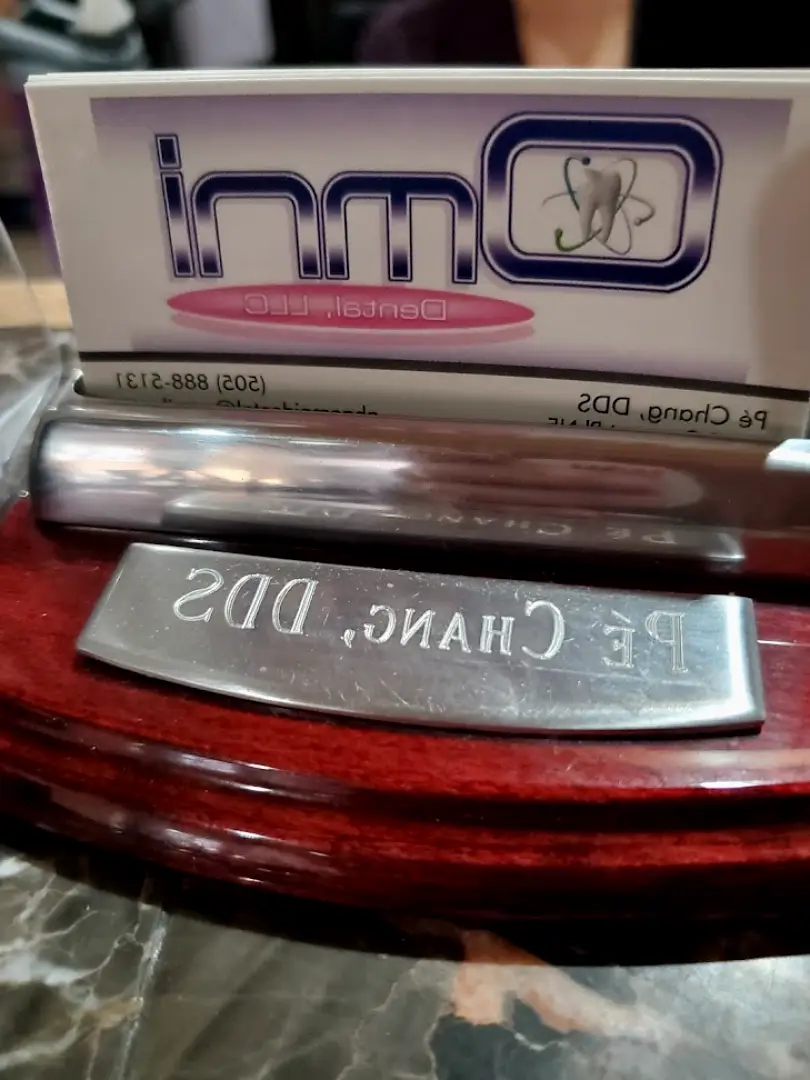 Omni
Dental, LLC
Pé Chang, DDS
(505) 888-5131
PÉ CHANG, DDS